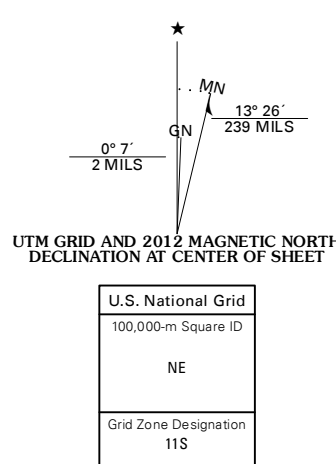 ★
MN
13° 26´
239 MILS
GN
0° 7´
2 MILS
UTM GRID AND 2012 MAGNETIC NORTH
DECLINATION AT CENTER OF SHEET
U.S. National Grid
100,000-m Square ID
NE
Grid Zone Designation
11S